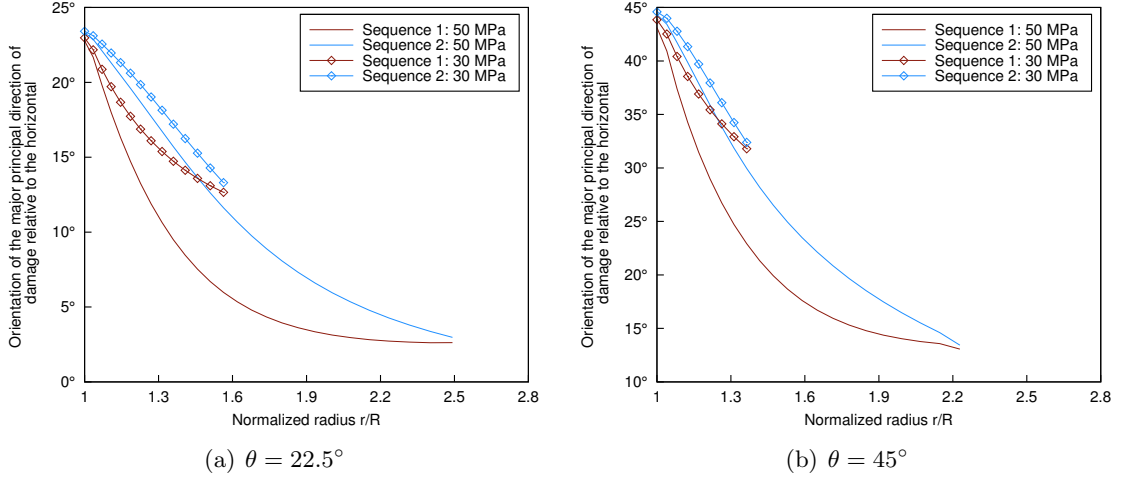 25°
20°
15°
10°
5°
0°
1
1.3
1.6
1.9
2.2
2.5
2.8
Orientation of the major principal direction of
damage relative to the horizontal
Normalized radius r/R
Sequence 1: 50 MPa
Sequence 2: 50 MPa
Sequence 1: 30 MPa
Sequence 2: 30 MPa
(a) θ = 22.5°
45°
40°
35°
30°
25°
20°
15°
10°
1
1.3
1.6
1.9
2.2
2.5
2.8
Orientation of the major principal direction of
damage relative to the horizontal
Normalized radius r/R
Sequence 1: 50 MPa
Sequence 2: 50 MPa
Sequence 1: 30 MPa
Sequence 2: 30 MPa
(b) θ = 45°